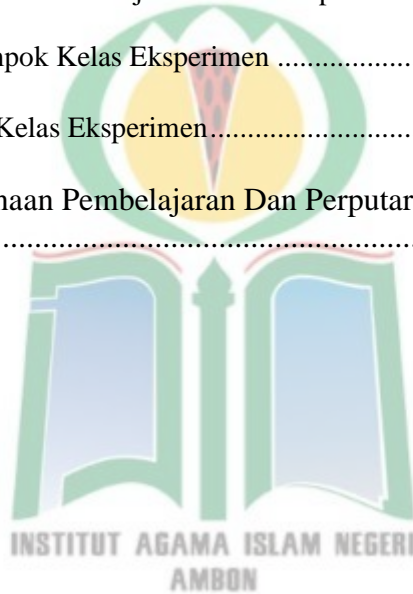 mpok Kelas Eksperimen ....................
Kelas Eksperimen................................
naan Pembelajaran Dan Perputar
................................................................
INSTITUT AGAMA ISLAM NEGERI
AMBON